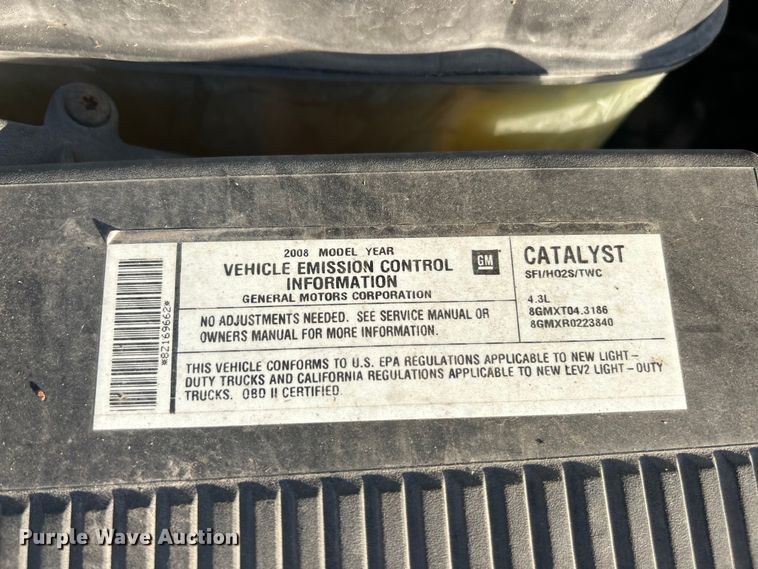 2008 MODEL YEAR
VEHICLE EMISSION CONTROL
INFORMATION
GENERAL MOTORS CORPORATION
GM
CATALYST
SFI/HO2S/TWC
4.3L
8GMXT04.3186
8GMXR0223840
NO ADJUSTMENTS NEEDED. SEE SERVICE MANUAL OR
OWNERS MANUAL FOR MORE INFORMATION.
THIS VEHICLE CONFORMS TO U.S. EPA REGULATIONS APPLICABLE TO NEW LIGHT-
DUTY TRUCKS AND CALIFORNIA REGULATIONS APPLICABLE TO NEW LEV2 LIGHT-DUTY
TRUCKS. OBD II CERTIFIED.
*82169662*
Purple Wave Auction